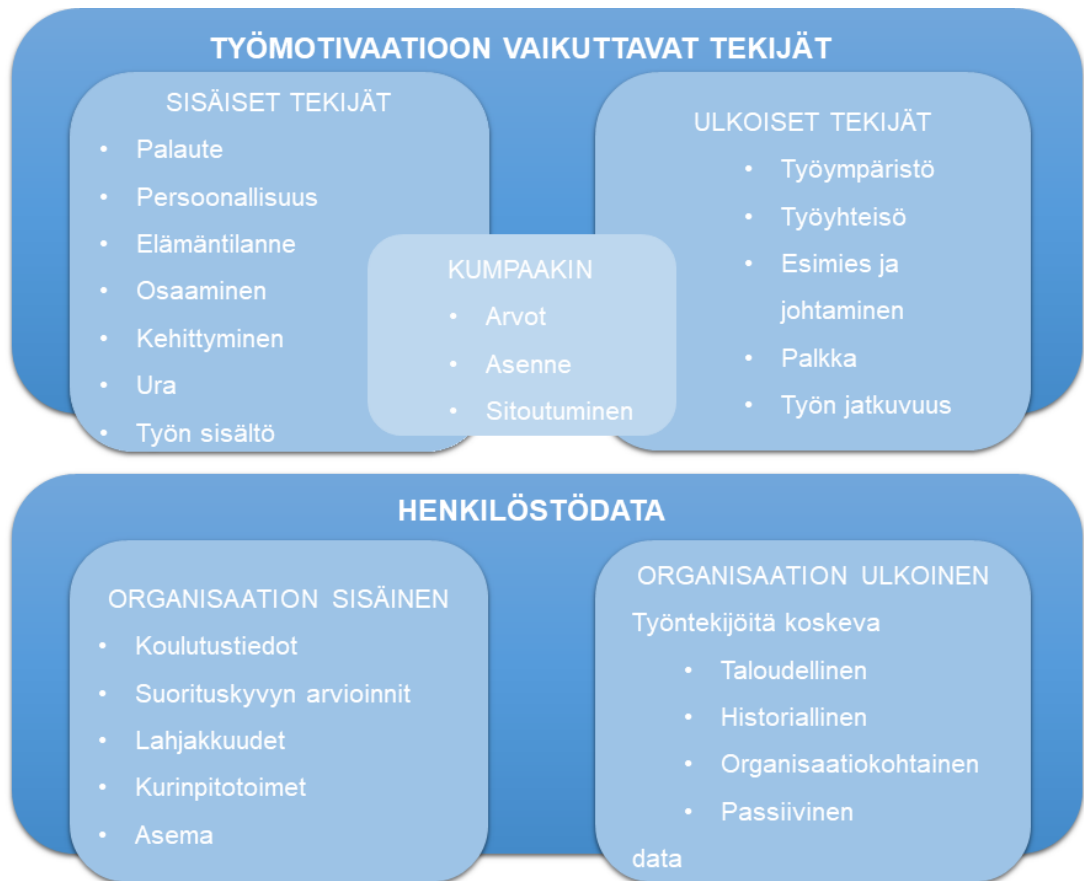 TYÖMOTIVAATIOON VAIKUTTAVAT TEKIJÄT
SISÄISET TEKIJÄT
• Palaute
• Persoonallisuus
• Elämäntilanne
• Osaaminen
• Kehittyminen
• Ura
• Työn sisältö
KUMPAAKIN
• Arvot
• Asenne
• Sitoutuminen
ULKOISET TEKIJÄT
• Työympäristö
• Työyhteisö
• Esimies ja
johtaminen
• Palkka
• Työn jatkuvuus
HENKILÖSTÖDATA
ORGANISAATION SISÄINEN
• Koulutustiedot
• Suorituskyvyn arvioinnit
• Lahjakkuudet
• Kurinpitotoimet
• Asema
ORGANISAATION ULKOINEN
Työntekijöitä koskeva
• Taloudellinen
• Historiallinen
• Organisaatiokohtainen
• Passiivinen
data